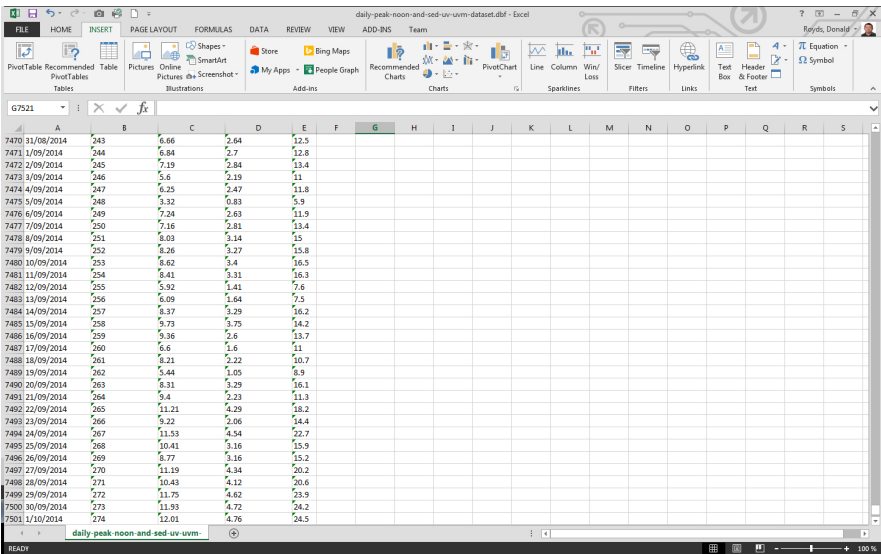 daily-peak-noon-and-sed-uv-uvm-dataset.dbf - Excel
FILE HOME INSERT PAGE LAYOUT FORMULAS DATA REVIEW VIEW ADD-INS Team Royds, Donald
PivotTable Recommended PivotTables Table Pictures Online Pictures Shapes SmartArt Screenshot Store My Apps Bing Maps People Graph Recommended Charts PivotChart Line Column Win/Loss Slicer Timeline Hyperlink Text Box Header & Footer Equation Symbol
Tables Illustrations Add-ins Charts Sparklines Filters Links Text Symbols
G7521 fx
A B C D E F G H I J K L M N O P Q R S
7470 31/08/2014 243 6.66 2.64 12.5
7471 1/09/2014 244 6.84 2.7 12.8
7472 2/09/2014 245 7.19 2.84 13.4
7473 3/09/2014 246 5.6 2.19 11
7474 4/09/2014 247 6.25 2.47 11.8
7475 5/09/2014 248 3.32 0.83 5.9
7476 6/09/2014 249 7.24 2.63 11.9
7477 7/09/2014 250 7.16 2.81 13.4
7478 8/09/2014 251 8.03 3.14 15
7479 9/09/2014 252 8.26 3.27 15.8
7480 10/09/2014 253 8.62 3.4 16.5
7481 11/09/2014 254 8.41 3.31 16.3
7482 12/09/2014 255 5.92 1.41 7.6
7483 13/09/2014 256 6.09 1.64 7.5
7484 14/09/2014 257 8.37 3.29 16.2
7485 15/09/2014 258 9.73 3.75 14.2
7486 16/09/2014 259 9.36 2.6 13.7
7487 17/09/2014 260 6.6 1.6 11
7488 18/09/2014 261 8.21 2.22 10.7
7489 19/09/2014 262 5.44 1.05 8.9
7490 20/09/2014 263 8.31 3.29 16.1
7491 21/09/2014 264 9.4 2.23 11.3
7492 22/09/2014 265 11.21 4.29 18.2
7493 23/09/2014 266 9.22 2.06 14.4
7494 24/09/2014 267 11.53 4.54 22.7
7495 25/09/2014 268 10.41 3.16 15.9
7496 26/09/2014 269 8.77 3.16 15.2
7497 27/09/2014 270 11.19 4.34 20.2
7498 28/09/2014 271 10.43 4.12 20.6
7499 29/09/2014 272 11.75 4.62 23.9
7500 30/09/2014 273 11.93 4.72 24.2
7501 1/10/2014 274 12.01 4.76 24.5
daily-peak-noon-and-sed-uv-uvm-
READY 100 %